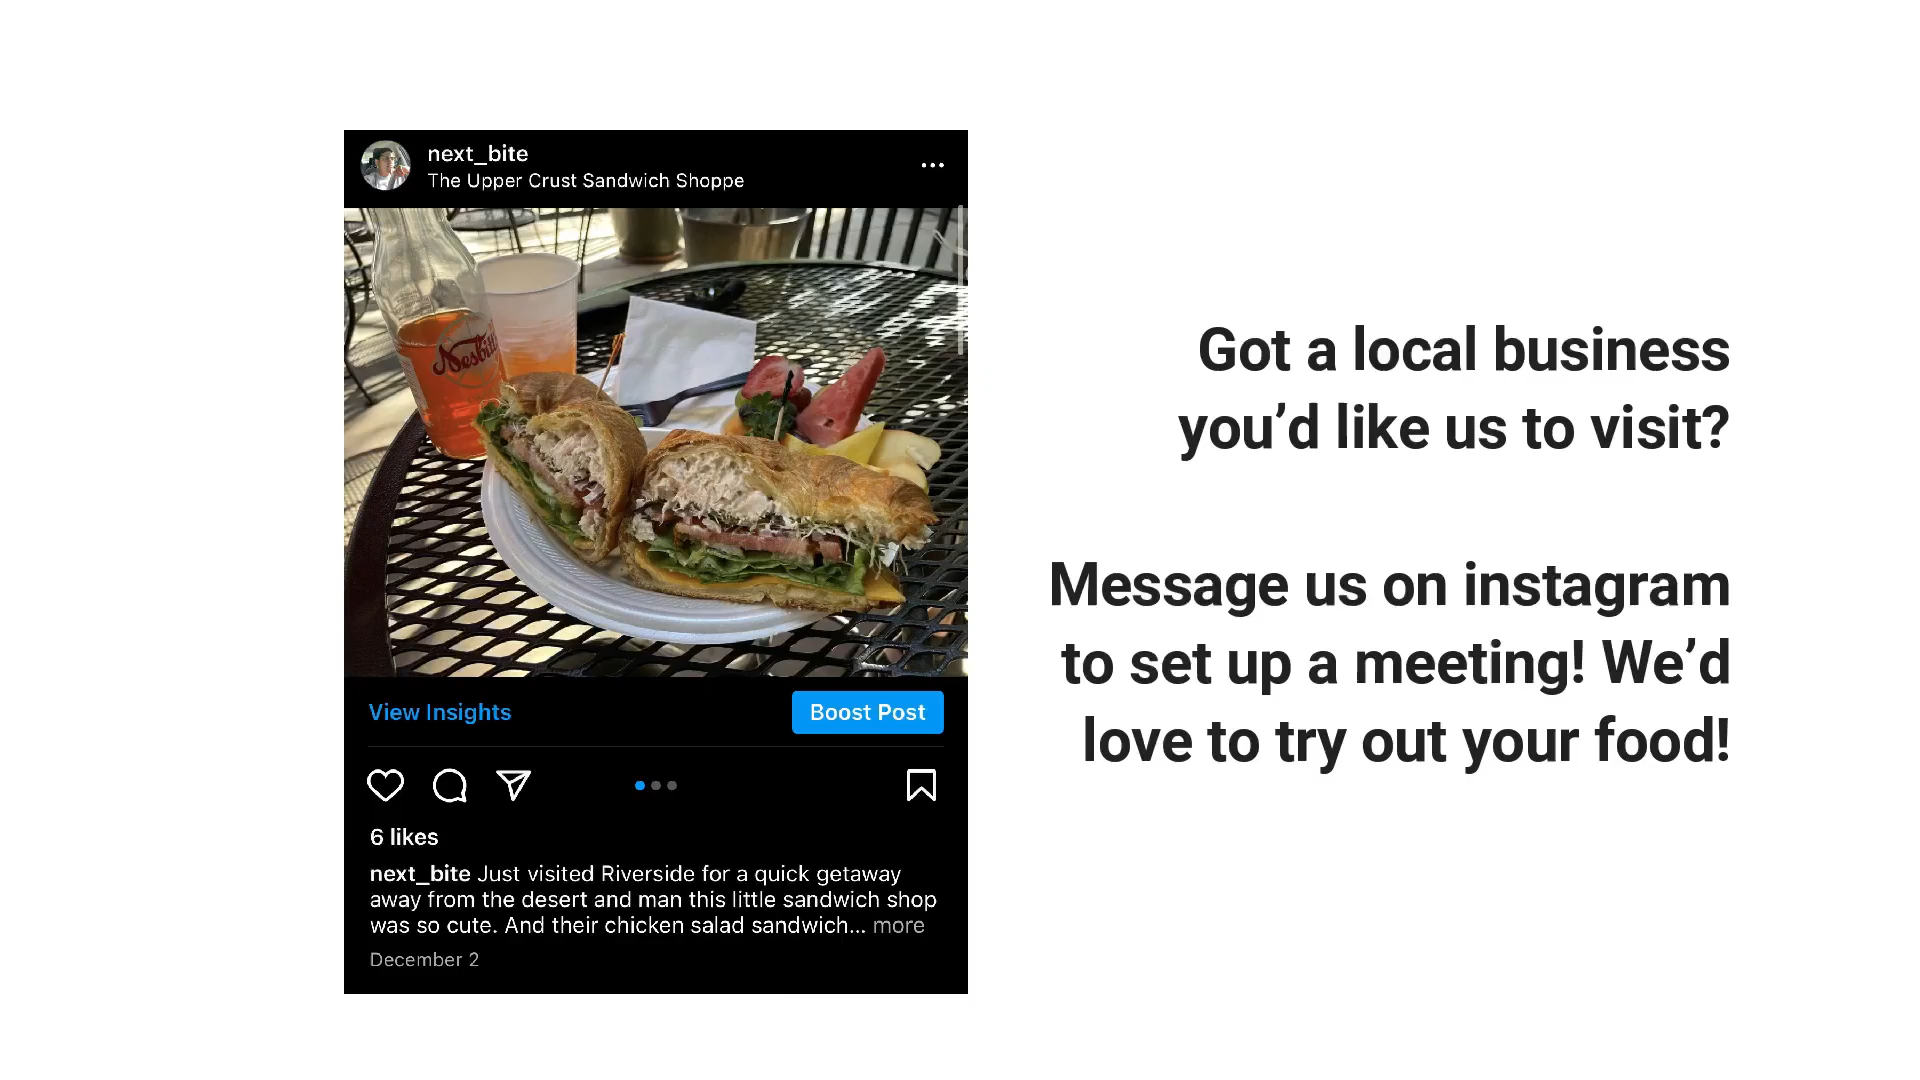 next_bite
The Upper Crust Sandwich Shoppe
Nesbitt
View Insights
Boost Post
6 likes
next_bite Just visited Riverside for a quick getaway
away from the desert and man this little sandwich shop
was so cute. And their chicken salad sandwich... more
December 2
Got a local business
you’d like us to visit?
Message us on instagram
to set up a meeting! We’d
love to try out your food!